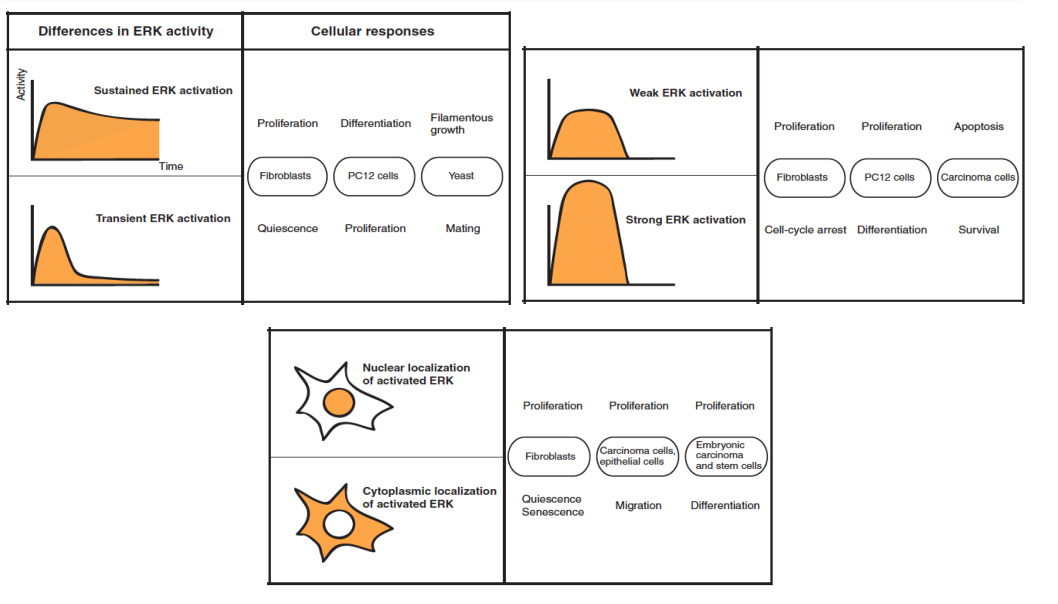 Differences in ERK activity
Cellular responses
Activity
Sustained ERK activation
Time
Transient ERK activation
Proliferation
Differentiation
Filamentous
growth
Fibroblasts
PC12 cells
Yeast
Quiescence
Proliferation
Mating
Weak ERK activation
Strong ERK activation
Proliferation
Proliferation
Apoptosis
Fibroblasts
PC12 cells
Carcinoma cells
Cell-cycle arrest
Differentiation
Survival
Nuclear localization
of activated ERK
Cytoplasmic localization
of activated ERK
Proliferation
Proliferation
Proliferation
Fibroblasts
Carcinoma cells,
epithelial cells
Embryonic
carcinoma
and stem cells
Quiescence
Senescence
Migration
Differentiation